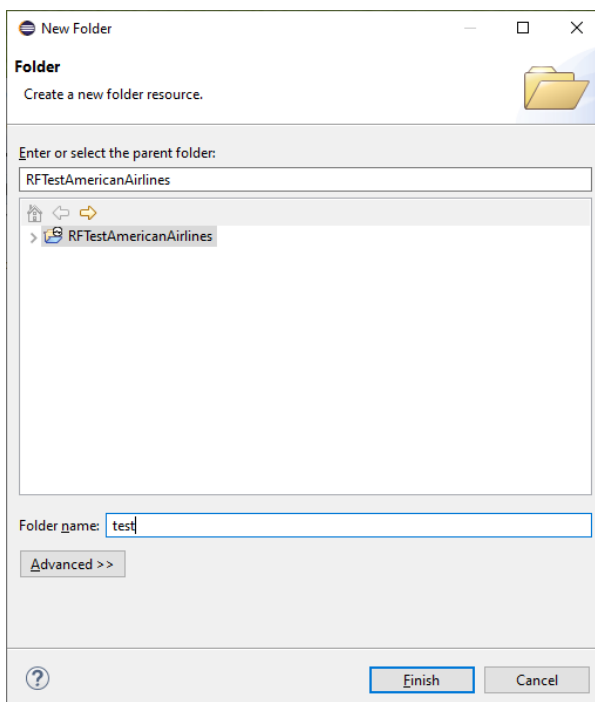 New Folder
Folder
Create a new folder resource.
Enter or select the parent folder:
RFTestAmericanAirlines
RFTestAmericanAirlines
Folder name: test
Advanced >>
?
Finish Cancel